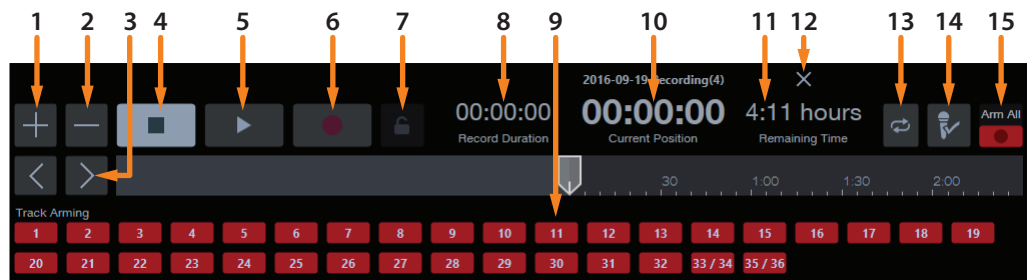 1 2 3 4 5 6 7 8 9 10 11 12 13 14 15
2016-09-19 Recording(4)
00:00:00 00:00:00 4:11 hours Arm All
Record Duration Current Position Remaining Time
30 1:00 1:30 2:00
Track Arming
1 2 3 4 5 6 7 8 9 10 11 12 13 14 15 16 17 18 19
20 21 22 23 24 25 26 27 28 29 30 31 32 33 / 34 35 / 36